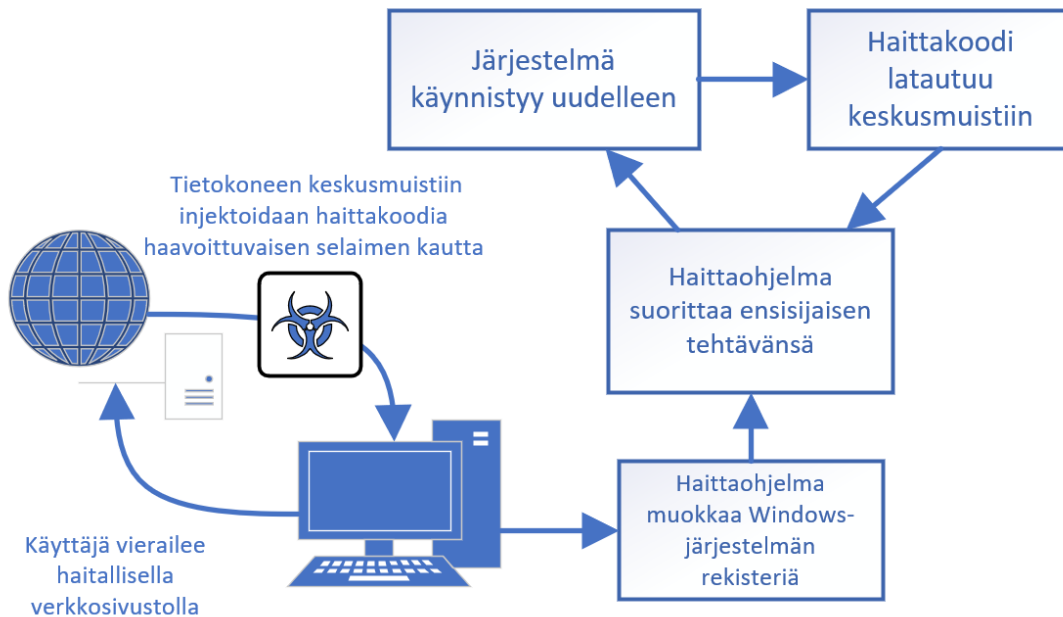 Järjestelmä
käynnistyy uudelleen
Haittakoodi
latautuu
keskusmuistiin
Tietokoneen keskusmuistiin
injektoidaan haittakoodia
haavoittuvaisen selaimen kautta
Haittaohjelma
suorittaa ensisijaisen
tehtävänsä
Haittaohjelma
muokkaa Windows-
järjestelmän
rekisteriä
Käyttäjä vierailee
haitallisella
verkkosivustolla